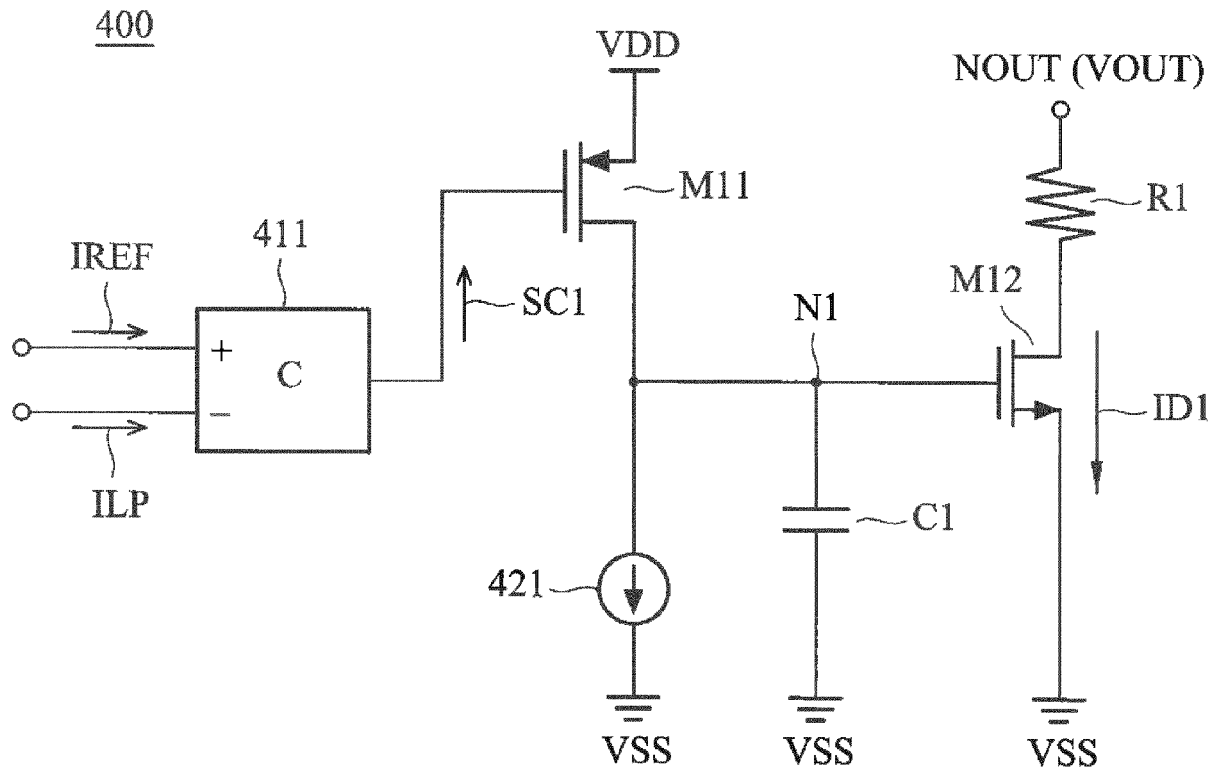 400
VDD
NOUT (VOUT)
M11
R1
411
IREF
SC1
M12
N1
+
C
−
ID1
ILP
C1
421
VSS
VSS
VSS